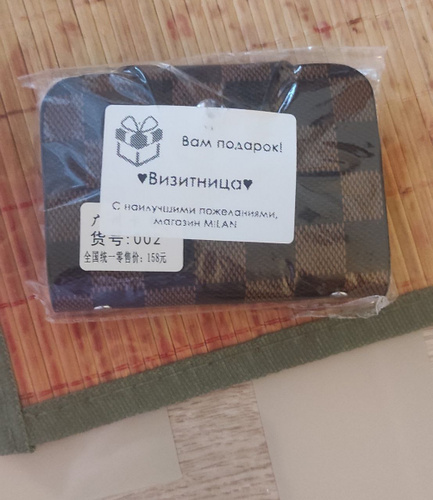 Вам подарок!
♥Визитница♥
С наилучшими пожеланиями,
магазин MILAN
货号:002
全国统一零售价: 158元